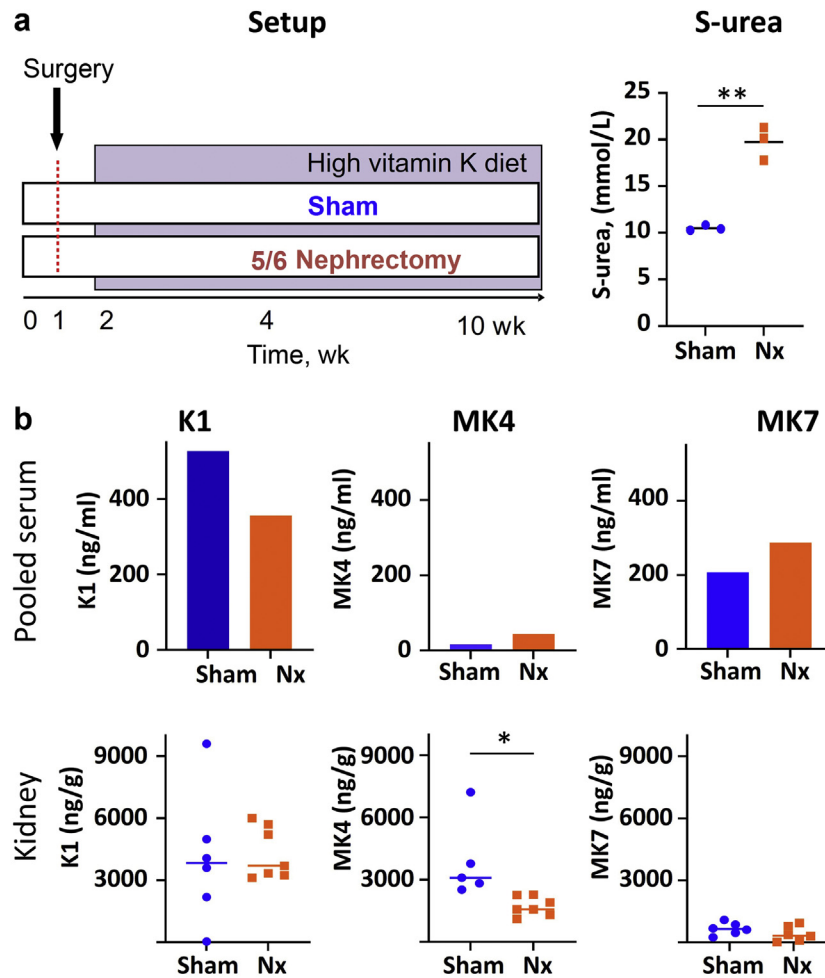 a
Setup
S-urea
Surgery
High vitamin K diet
Sham
5/6 Nephrectomy
0 1 2 4 10 wk
Time, wk
S-urea, (mmol/L)
25
20
15
10
5
0
**
Sham Nx
b
K1 MK4 MK7
Pooled serum
K1 (ng/ml)
400
200
0
Sham Nx
MK4 (ng/ml)
400
200
0
Sham Nx
MK7 (ng/ml)
400
200
0
Sham Nx
Kidney
K1 (ng/g)
9000
6000
3000
Sham Nx
MK4 (ng/g)
9000
6000
3000
*
Sham Nx
MK7 (ng/g)
9000
6000
3000
Sham Nx